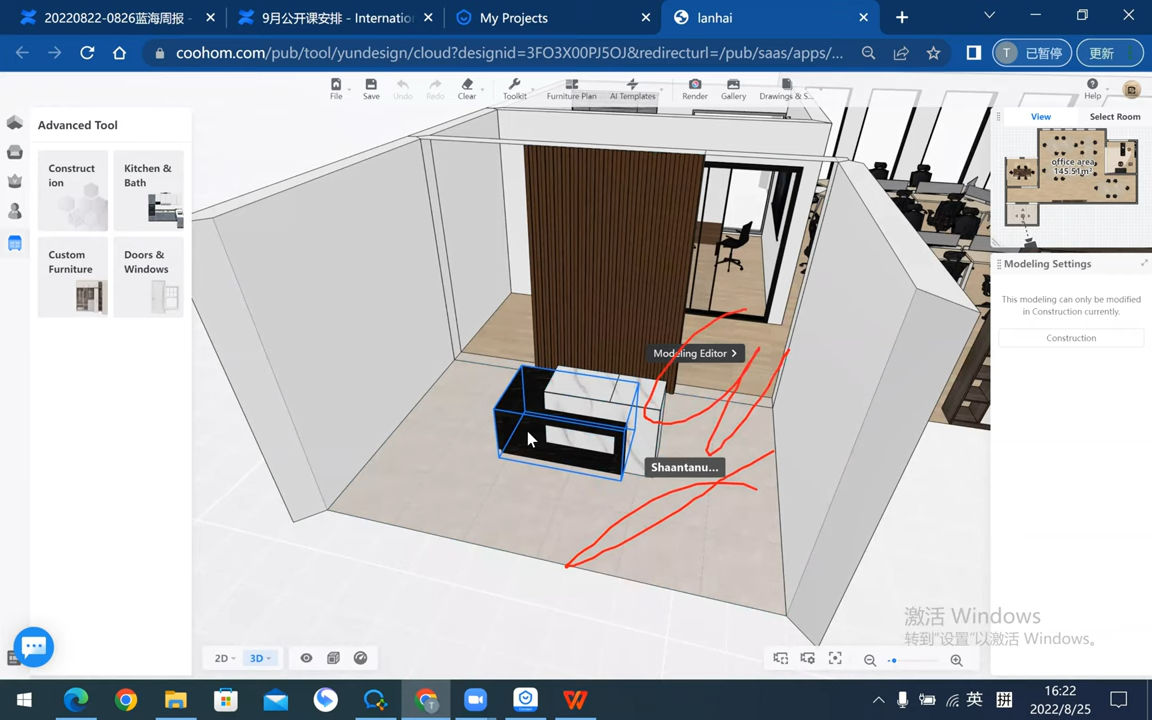 20220822-0826蓝海周报 -
9月公开课安排 - Internatio
My Projects
lanhai
coohom.com/pub/tool/yundesign/cloud?designid=3FO3X00PJ5OJ&redirecturl=/pub/saas/apps/...
T 已暂停
更新
File
Save
Undo
Redo
Clear
Toolkit
Furniture Plan
AI Templates
Render
Gallery
Drawings & S...
Help
Advanced Tool
Construct
ion
Kitchen &
Bath
Custom
Furniture
Doors &
Windows
View
Select Room
office area
145.51m²
Modeling Settings
This modeling can only be modified
in Construction currently.
Construction
Modeling Editor >
Shaantanu...
激活 Windows
转到"设置"以激活 Windows。
2D
3D
T
英
拼
16:22
2022/8/25